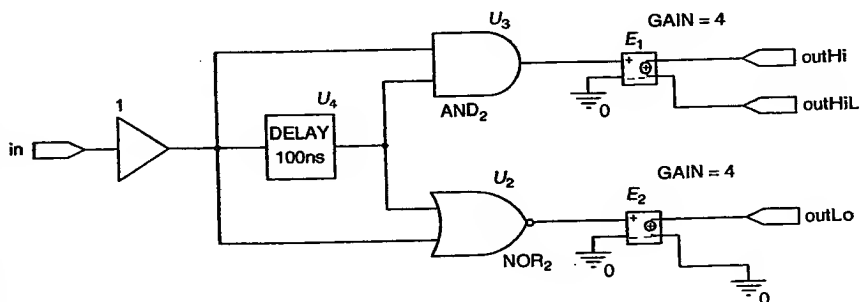 GAIN = 4
U3
E1
outHi
outHiL
AND2
0
1
U4
in
DELAY
100ns
U2
GAIN = 4
E2
outLo
NOR2
0
0